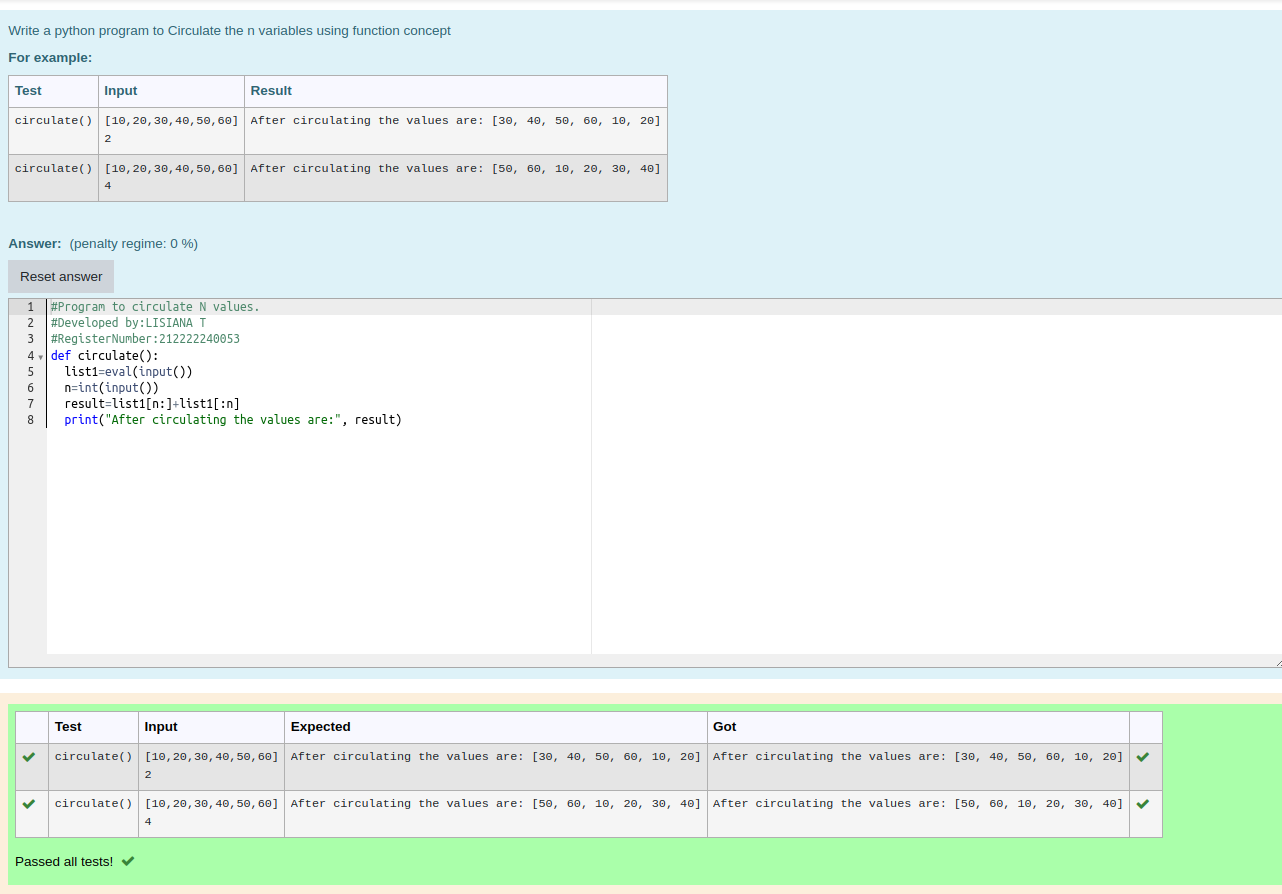 Write a python program to Circulate the n variables using function concept
For example:
Test Input Result
circulate() [10,20,30,40,50,60] After circulating the values are: [30, 40, 50, 60, 10, 20]
2
circulate() [10,20,30,40,50,60] After circulating the values are: [50, 60, 10, 20, 30, 40]
4
Answer: (penalty regime: 0 %)
Reset answer
1 #Program to circulate N values.
2 #Developed by:LISIANA T
3 #RegisterNumber:212222240053
4 def circulate():
5 list1=eval(input())
6 n=int(input())
7 result=list1[n:]+list1[:n]
8 print("After circulating the values are:", result)
Test Input Expected Got
circulate() [10,20,30,40,50,60] After circulating the values are: [30, 40, 50, 60, 10, 20] After circulating the values are: [30, 40, 50, 60, 10, 20]
2
circulate() [10,20,30,40,50,60] After circulating the values are: [50, 60, 10, 20, 30, 40] After circulating the values are: [50, 60, 10, 20, 30, 40]
4
Passed all tests!